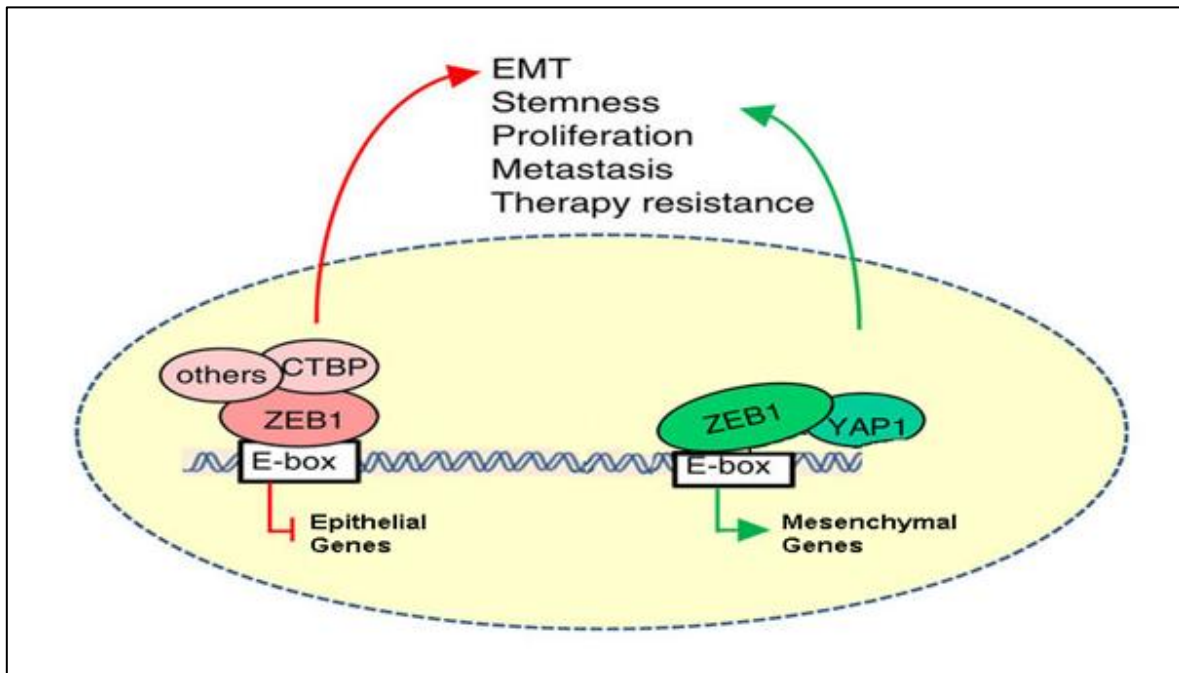 EMT
Stemness
Proliferation
Metastasis
Therapy resistance
others
CTBP
ZEB1
E-box
Epithelial
Genes
ZEB1
YAP1
E-box
Mesenchymal
Genes